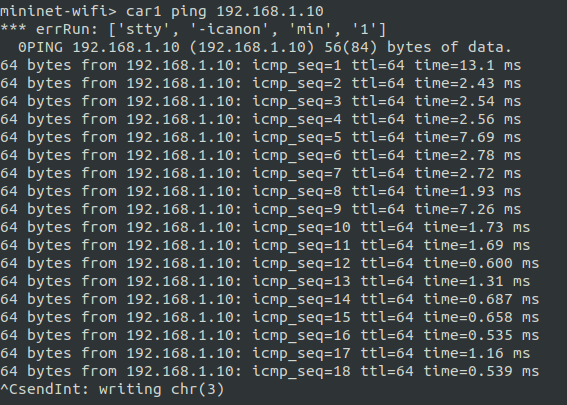 mininet-wifi> car1 ping 192.168.1.10
*** errRun: ['stty', '-icanon', 'min', '1']
  0PING 192.168.1.10 (192.168.1.10) 56(84) bytes of data.
64 bytes from 192.168.1.10: icmp_seq=1 ttl=64 time=13.1 ms
64 bytes from 192.168.1.10: icmp_seq=2 ttl=64 time=2.43 ms
64 bytes from 192.168.1.10: icmp_seq=3 ttl=64 time=2.54 ms
64 bytes from 192.168.1.10: icmp_seq=4 ttl=64 time=2.56 ms
64 bytes from 192.168.1.10: icmp_seq=5 ttl=64 time=7.69 ms
64 bytes from 192.168.1.10: icmp_seq=6 ttl=64 time=2.78 ms
64 bytes from 192.168.1.10: icmp_seq=7 ttl=64 time=2.72 ms
64 bytes from 192.168.1.10: icmp_seq=8 ttl=64 time=1.93 ms
64 bytes from 192.168.1.10: icmp_seq=9 ttl=64 time=7.26 ms
64 bytes from 192.168.1.10: icmp_seq=10 ttl=64 time=1.73 ms
64 bytes from 192.168.1.10: icmp_seq=11 ttl=64 time=1.69 ms
64 bytes from 192.168.1.10: icmp_seq=12 ttl=64 time=0.600 ms
64 bytes from 192.168.1.10: icmp_seq=13 ttl=64 time=1.31 ms
64 bytes from 192.168.1.10: icmp_seq=14 ttl=64 time=0.687 ms
64 bytes from 192.168.1.10: icmp_seq=15 ttl=64 time=0.658 ms
64 bytes from 192.168.1.10: icmp_seq=16 ttl=64 time=0.535 ms
64 bytes from 192.168.1.10: icmp_seq=17 ttl=64 time=1.16 ms
64 bytes from 192.168.1.10: icmp_seq=18 ttl=64 time=0.539 ms
^CsendInt: writing chr(3)